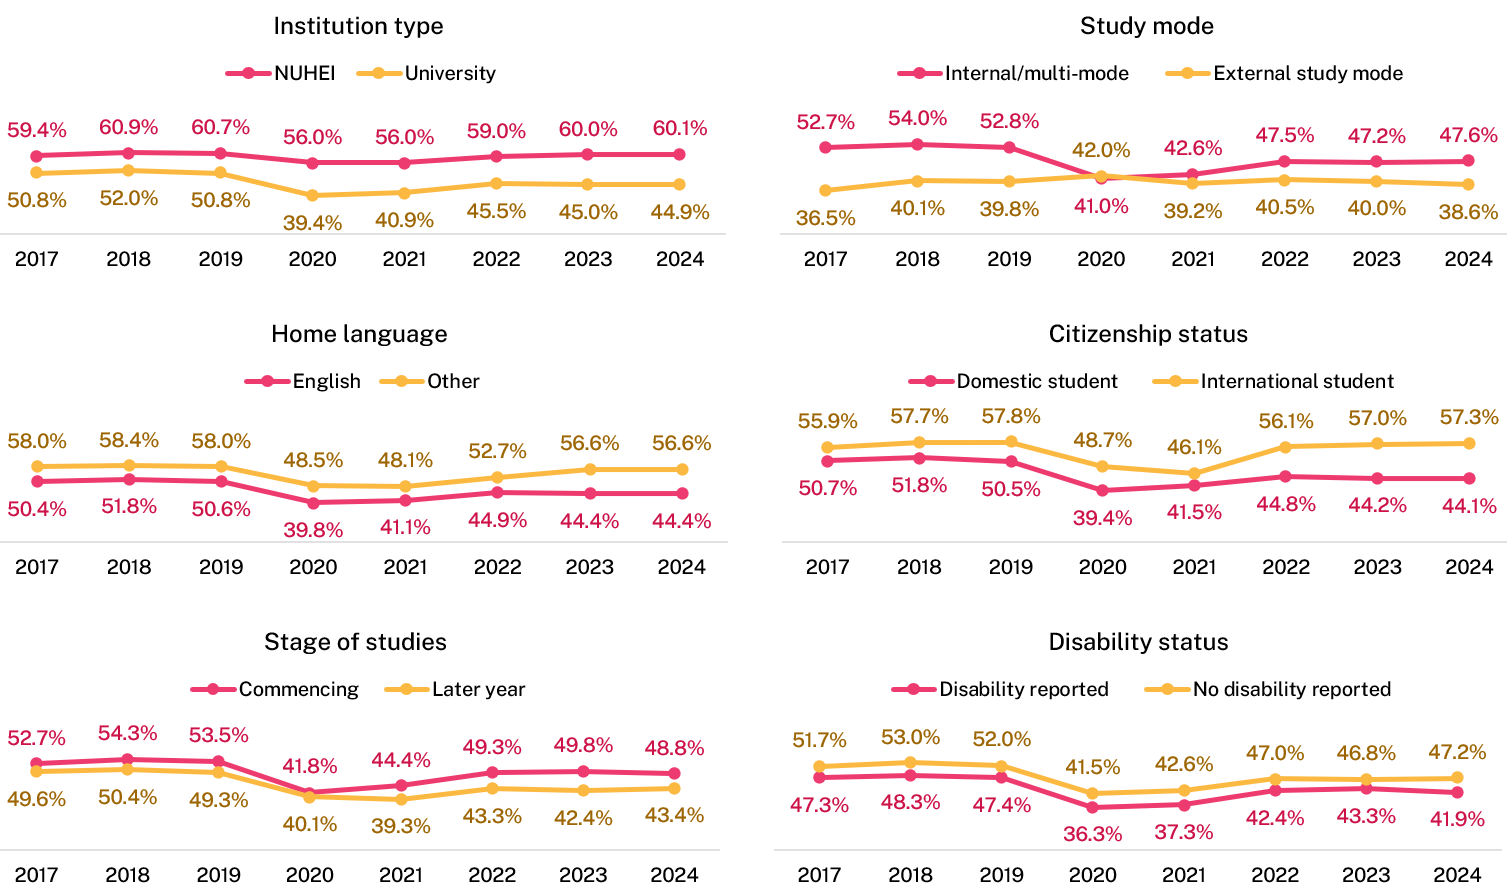 Institution type
NUHEI University
59.4% 60.9% 60.7% 56.0% 56.0% 59.0% 60.0% 60.1%
50.8% 52.0% 50.8% 39.4% 40.9% 45.5% 45.0% 44.9%
2017 2018 2019 2020 2021 2022 2023 2024
Study mode
Internal/multi-mode External study mode
52.7% 54.0% 52.8% 42.0% 42.6% 47.5% 47.2% 47.6%
36.5% 40.1% 39.8% 41.0% 39.2% 40.5% 40.0% 38.6%
2017 2018 2019 2020 2021 2022 2023 2024
Home language
English Other
58.0% 58.4% 58.0% 48.5% 48.1% 52.7% 56.6% 56.6%
50.4% 51.8% 50.6% 39.8% 41.1% 44.9% 44.4% 44.4%
2017 2018 2019 2020 2021 2022 2023 2024
Citizenship status
Domestic student International student
55.9% 57.7% 57.8% 48.7% 46.1% 56.1% 57.0% 57.3%
50.7% 51.8% 50.5% 39.4% 41.5% 44.8% 44.2% 44.1%
2017 2018 2019 2020 2021 2022 2023 2024
Stage of studies
Commencing Later year
52.7% 54.3% 53.5% 41.8% 44.4% 49.3% 49.8% 48.8%
49.6% 50.4% 49.3% 40.1% 39.3% 43.3% 42.4% 43.4%
2017 2018 2019 2020 2021 2022 2023 2024
Disability status
Disability reported No disability reported
51.7% 53.0% 52.0% 41.5% 42.6% 47.0% 46.8% 47.2%
47.3% 48.3% 47.4% 36.3% 37.3% 42.4% 43.3% 41.9%
2017 2018 2019 2020 2021 2022 2023 2024